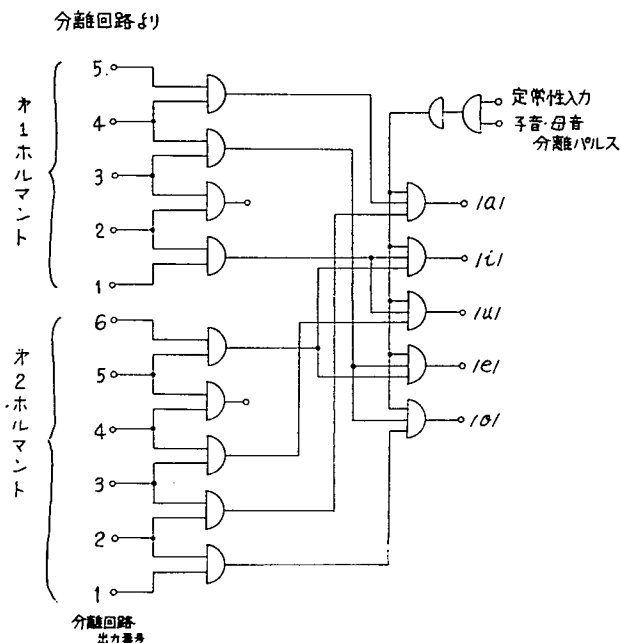 分離回路より
5
4
3
2
1
才1ホルマント
6
5
4
3
2
1
才2ホルマント
分離回路
出力番号
定常性入力
子音・母音
分離パルス
/a/
/i/
/u/
/e/
/o/